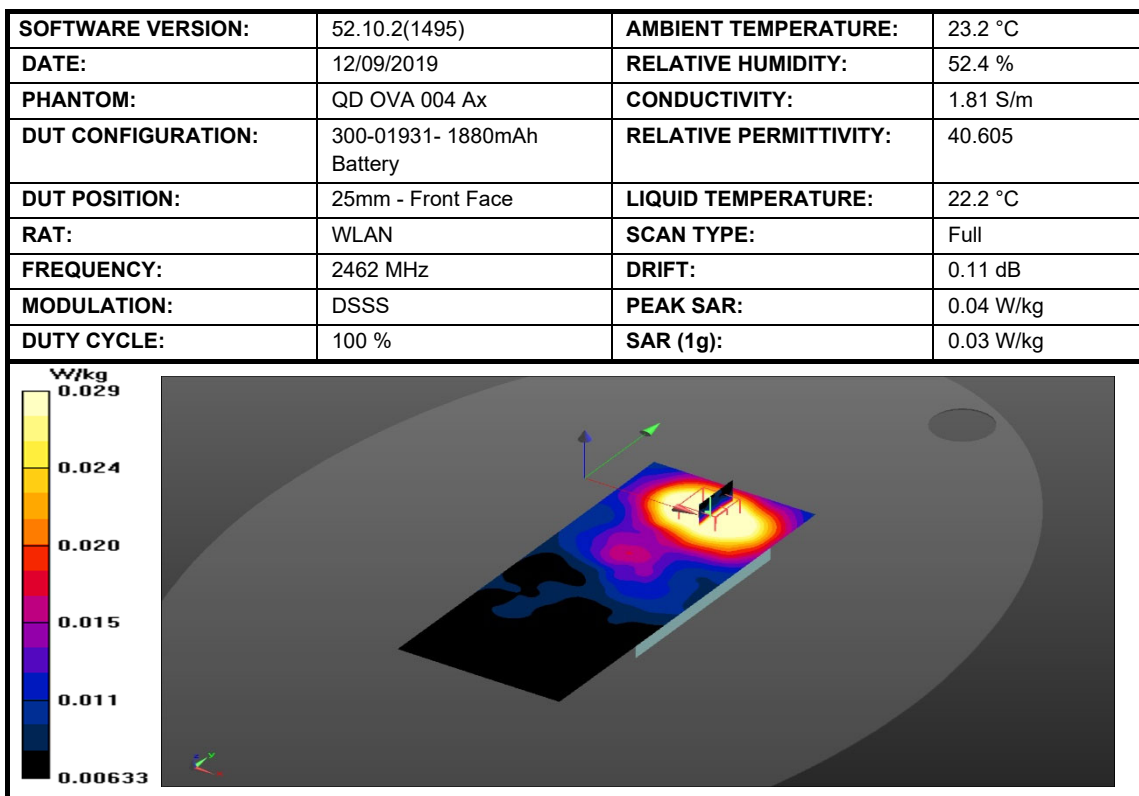 SOFTWARE VERSION: 52.10.2(1495) AMBIENT TEMPERATURE: 23.2 °C
DATE: 12/09/2019 RELATIVE HUMIDITY: 52.4 %
PHANTOM: QD OVA 004 Ax CONDUCTIVITY: 1.81 S/m
DUT CONFIGURATION: 300-01931- 1880mAh RELATIVE PERMITTIVITY: 40.605
Battery
DUT POSITION: 25mm - Front Face LIQUID TEMPERATURE: 22.2 °C
RAT: WLAN SCAN TYPE: Full
FREQUENCY: 2462 MHz DRIFT: 0.11 dB
MODULATION: DSSS PEAK SAR: 0.04 W/kg
DUTY CYCLE: 100 % SAR (1g): 0.03 W/kg
W/kg
0.029
0.024
0.020
0.015
0.011
0.00633